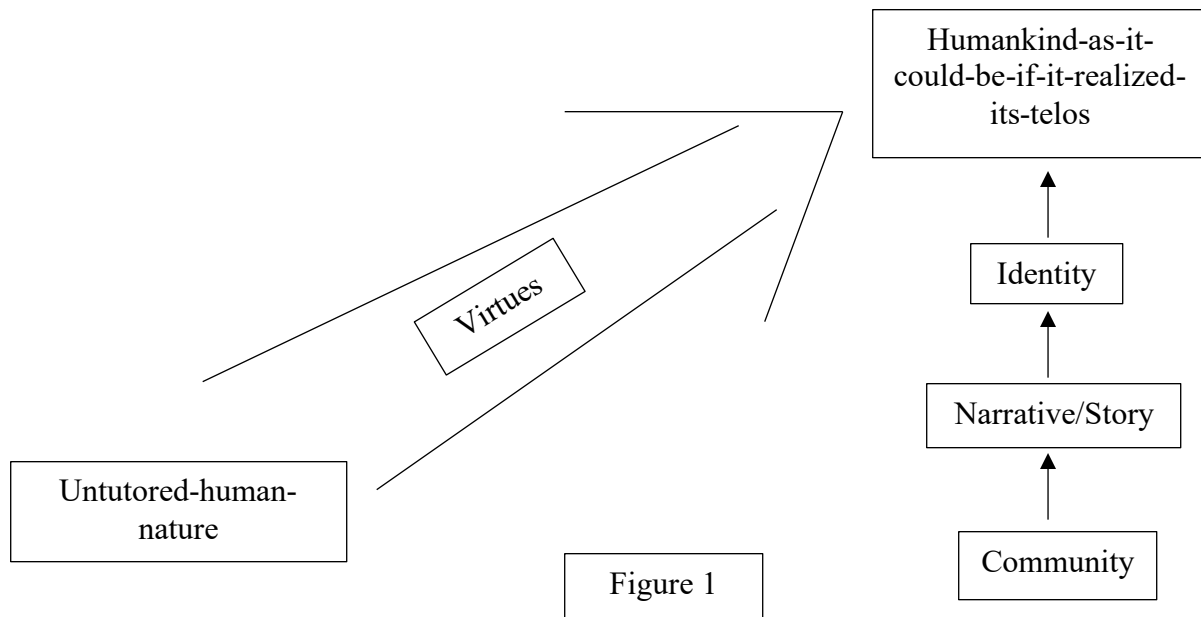 Humankind-as-it-
could-be-if-it-realized-
its-telos
Identity
Virtues
Narrative/Story
Untutored-human-
nature
Community
Figure 1